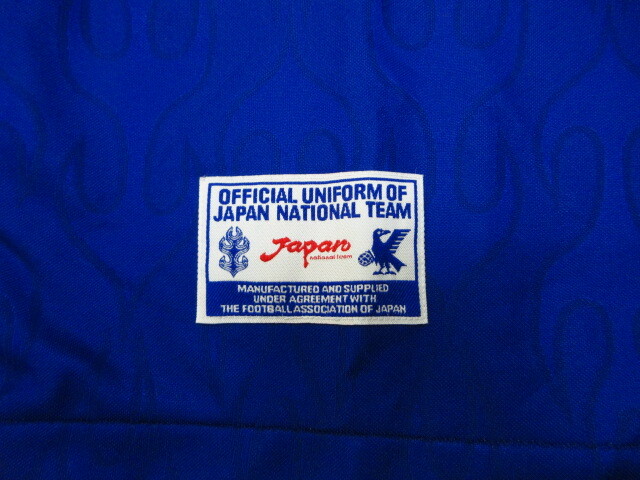 OFFICIAL UNIFORM OF
JAPAN NATIONAL TEAM
Japan
national team
MANUFACTURED AND SUPPLIED
UNDER AGREEMENT WITH
THE FOOTBALL ASSOCIATION OF JAPAN